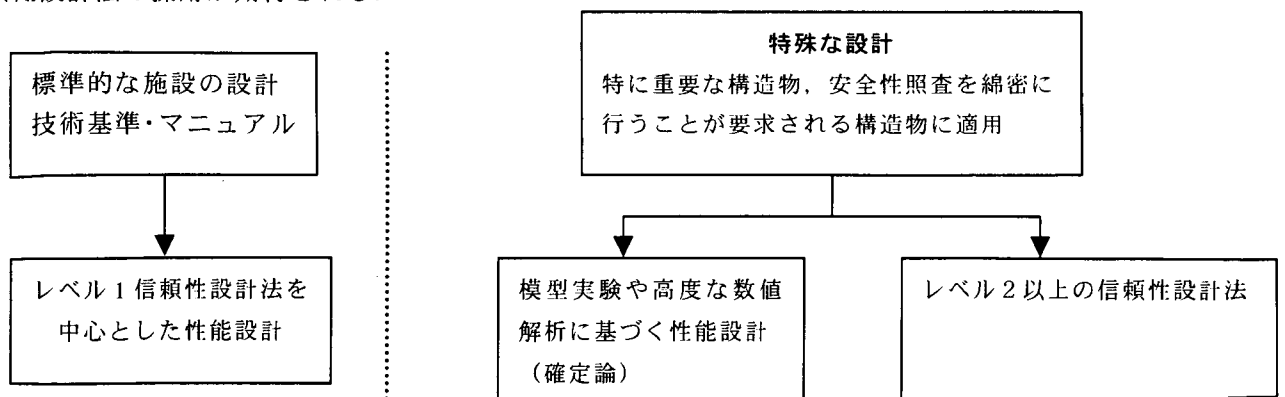 標準的な施設の設計
技術基準・マニュアル
レベル1信頼性設計法を
中心とした性能設計
特殊な設計
特に重要な構造物，安全性照査を綿密に
行うことが要求される構造物に適用
模型実験や高度な数値
解析に基づく性能設計
（確定論）
レベル2以上の信頼性設計法